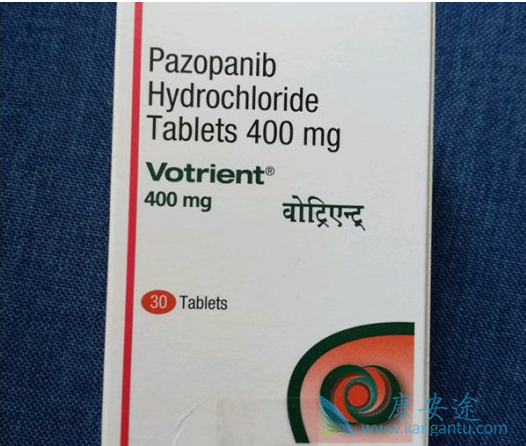 Pazopanib
Hydrochloride
Tablets 400 mg
Votrient®
400 mg
वोट्रिएन्ट्
30 Tablets
康安途
www.kangantu.com